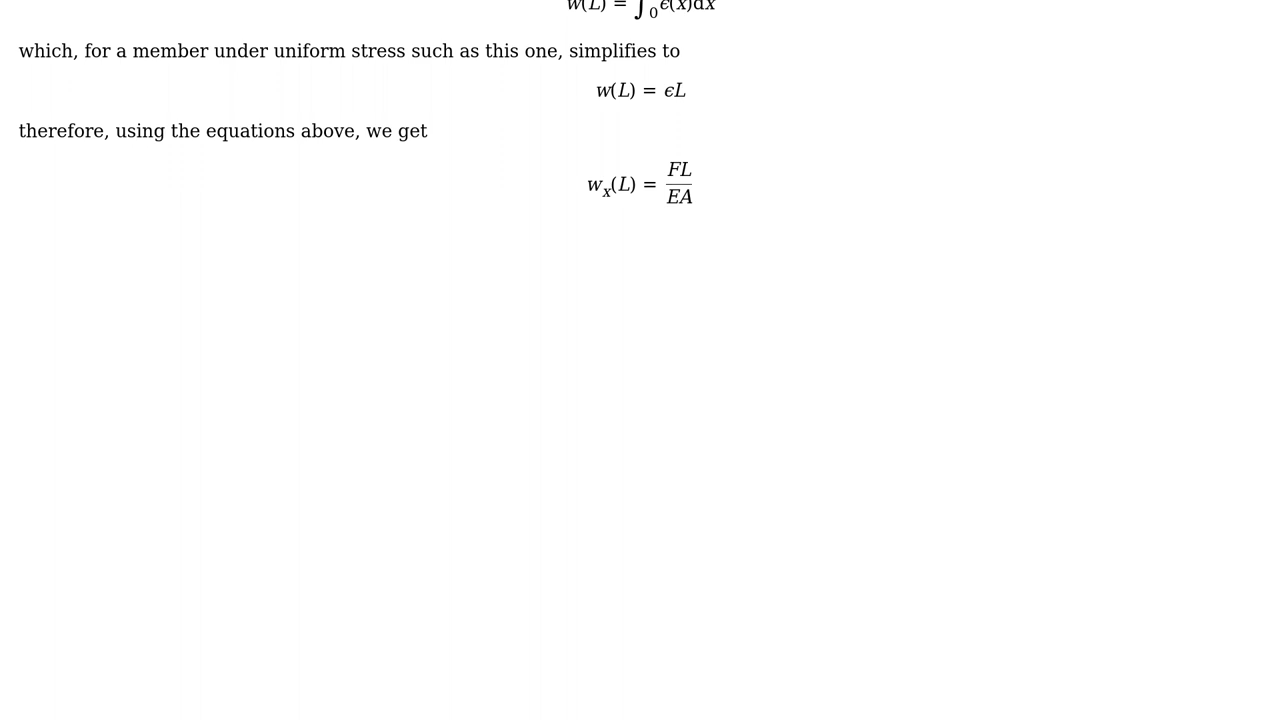 w(L) = ∫₀ ϵ(x)dx
which, for a member under uniform stress such as this one, simplifies to
w(L) = ϵL
therefore, using the equations above, we get
wₓ(L) = FL/EA